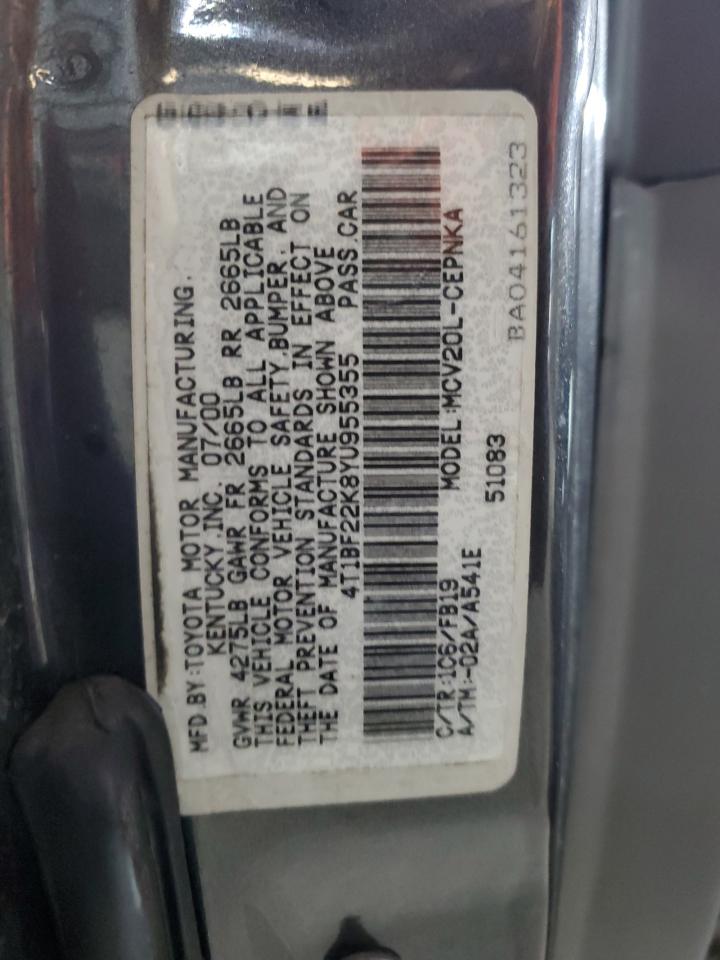 MFD.BY:TOYOTA MOTOR MANUFACTURING.
KENTUCKY,INC. 07/00
GVWR 4275LB GAWR FR 2665LB RR 2665LB
THIS VEHICLE CONFORMS TO ALL APPLICABLE
FEDERAL MOTOR VEHICLE SAFETY,BUMPER, AND
THEFT PREVENTION STANDARDS IN EFFECT ON
THE DATE OF MANUFACTURE SHOWN ABOVE
4T1BF22K8YU955355 PASS.CAR
C/TR:1C6/FB19 MODEL:MCV20L-CEPNKA
A/TM:-02A/A541E 51083
BA04161323